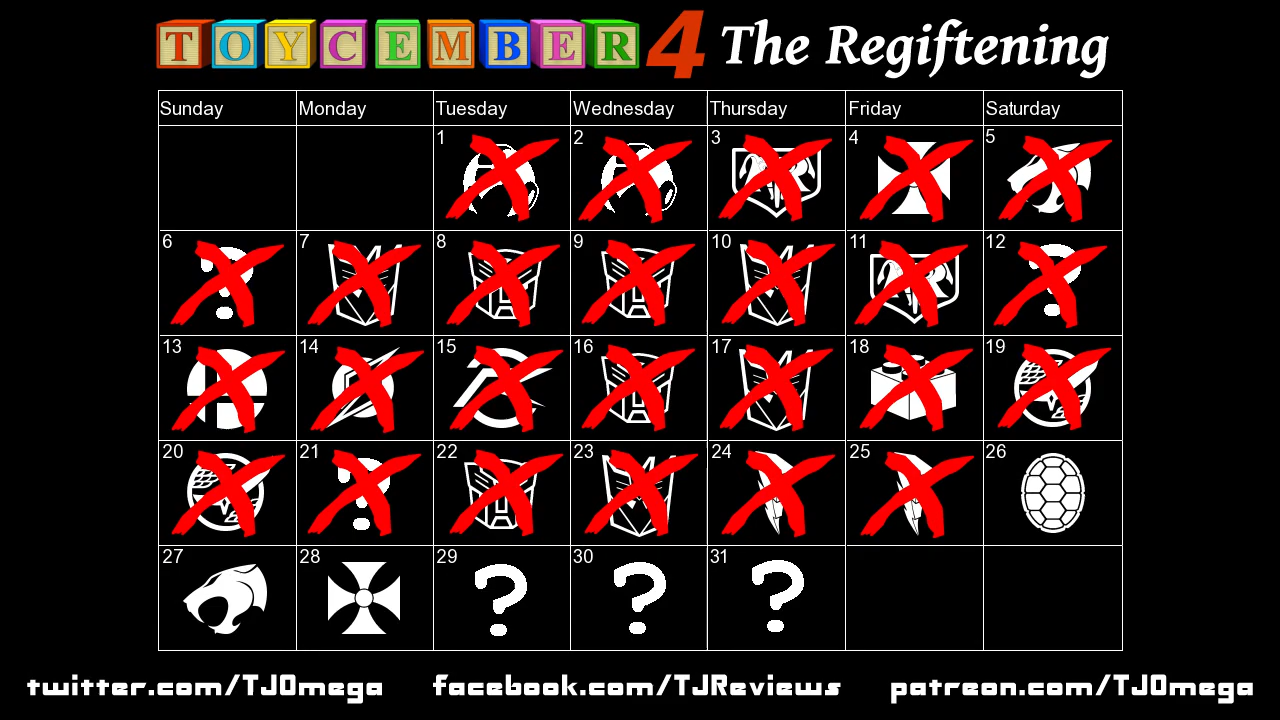 TOYCEMBER 4 The Regiftening
Sunday Monday Tuesday Wednesday Thursday Friday Saturday
1 2 3 4 5
6 7 8 9 10 11 12
? ?
13 14 15 16 17 18 19
20 21 22 23 24 25 26
?
27 28 29 30 31
? ? ?
twitter.com/TJOmega facebook.com/TJReviews patreon.com/TJOmega